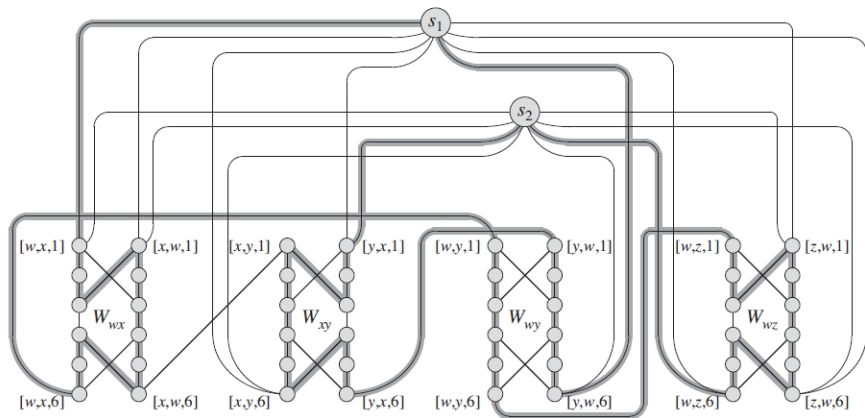 s1
s2
[w,x,1] [x,w,1] [x,y,1] [y,x,1] [w,y,1] [y,w,1] [w,z,1] [z,w,1]
Wwx Wxy Wwy Wwz
[w,x,6] [x,w,6] [x,y,6] [y,x,6] [w,y,6] [y,w,6] [w,z,6] [z,w,6]